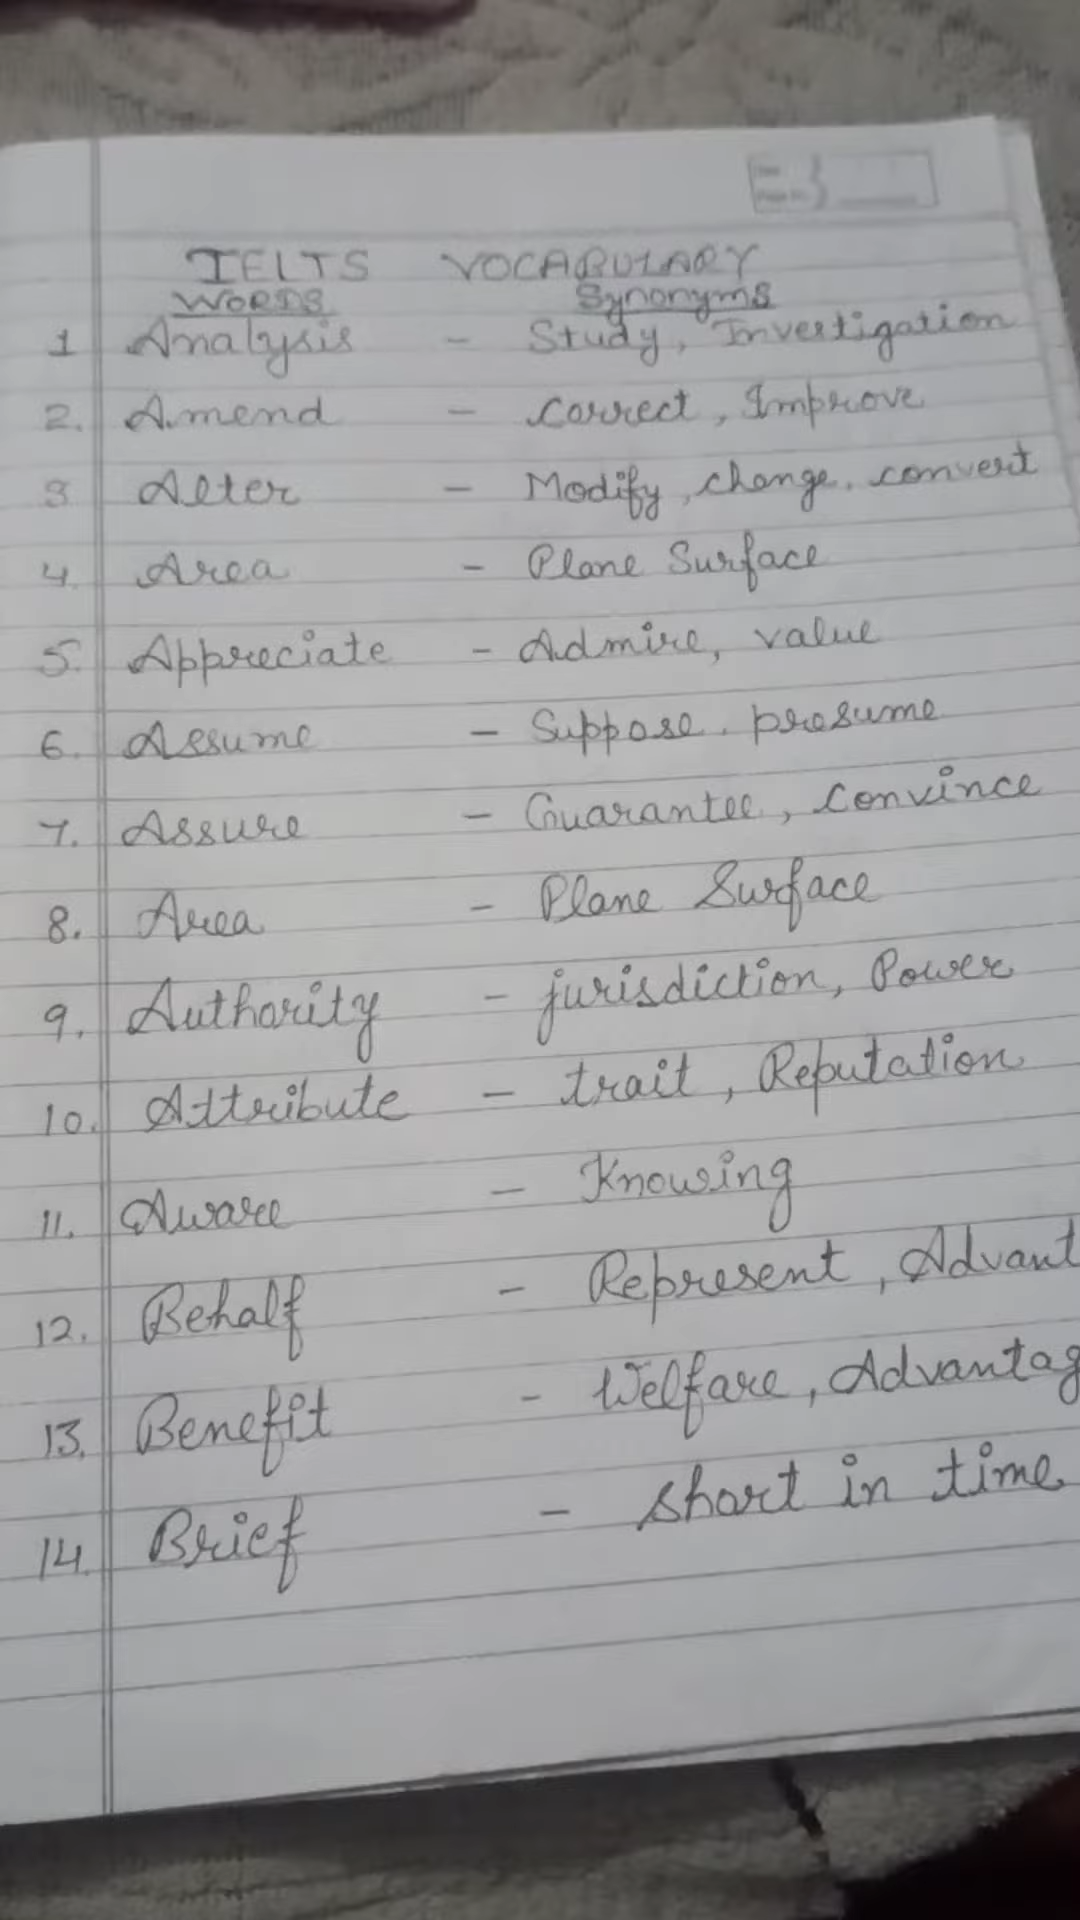 IELTS VOCABULARY
WORDS Synonyms
1 Analysis - Study, Investigation
2. Amend - correct, Improve
3 Alter - Modify, change, convert
4. Area - Plane Surface
5. Appreciate - Admire, value
6. Assume - Suppose, presume
7. Assure - Guarantee, convince
8. Area - Plane Surface
9. Authority - jurisdiction, Power
10. Attribute - trait, Reputation
11. Aware - Knowing
12. Behalf - Represent, Advant
13. Benefit - Welfare, Advantag
14. Brief - short in time